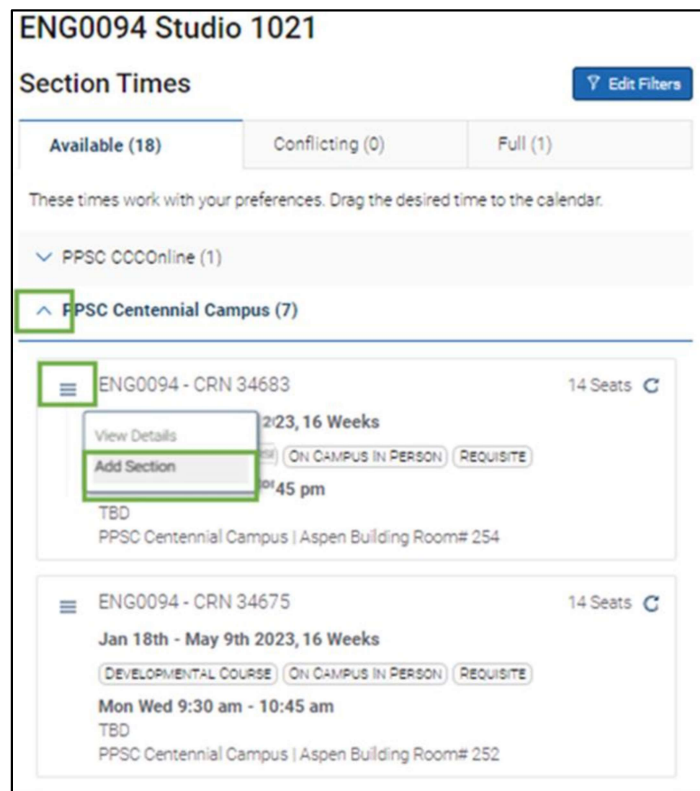 ENG0094 Studio 1021
Section Times
Edit Filters
Available (18)
Conflicting (0)
Full (1)
These times work with your preferences. Drag the desired time to the calendar.
PPSC CCCOnline (1)
PPSC Centennial Campus (7)
ENG0094 - CRN 34683
14 Seats
View Details
Add Section
23, 16 Weeks
ON CAMPUS IN PERSON
REQUISITE
45 pm
TBD
PPSC Centennial Campus | Aspen Building Room# 254
ENG0094 - CRN 34675
14 Seats
Jan 18th - May 9th 2023, 16 Weeks
DEVELOPMENTAL COURSE
ON CAMPUS IN PERSON
REQUISITE
Mon Wed 9:30 am - 10:45 am
TBD
PPSC Centennial Campus | Aspen Building Room# 252